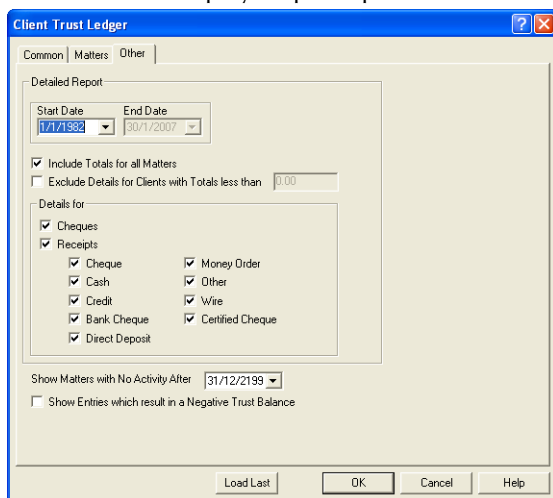 Client Trust Ledger
Common Matters Other
Detailed Report
Start Date End Date
1/1/1982 30/1/2007
Include Totals for all Matters
Exclude Details for Clients with Totals less than 0.00
Details for
Cheques
Receipts
Cheque Money Order
Cash Other
Credit Wire
Bank Cheque Certified Cheque
Direct Deposit
Show Matters with No Activity After 31/12/2199
Show Entries which result in a Negative Trust Balance
Load Last OK Cancel Help